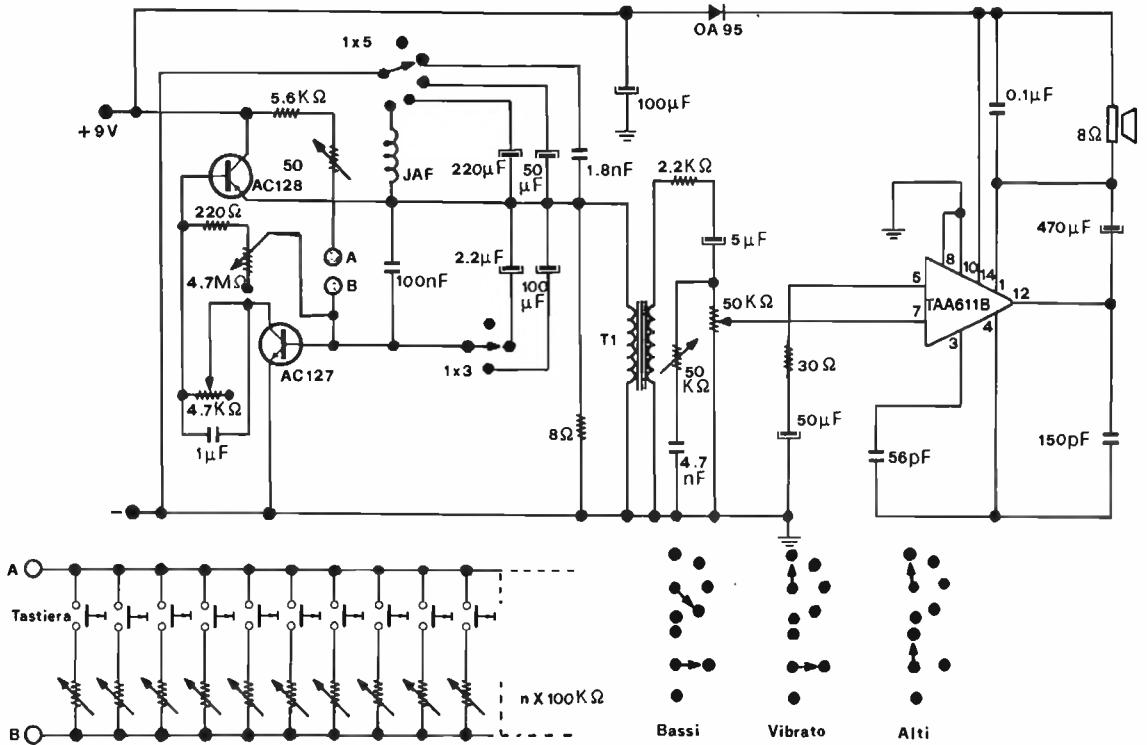 OA 95
1x5
5.6KΩ
100µF
0.1µF
+9V
8Ω
50
AC128
JAF
220µF
50
µF
1.8nF
2.2KΩ
220Ω
470µF
5µF
A
8
10
14
1
4.7MΩ
100nF
2.2µF
100
µF
B
5
TAA611B
12
50KΩ
7
4
T1
3
AC127
1x3
50
KΩ
30Ω
4.7KΩ
8Ω
50µF
1µF
4.7
nF
56pF
150pF
-
A
Tastiera
n X 100KΩ
B
Bassi Vibrato Alti